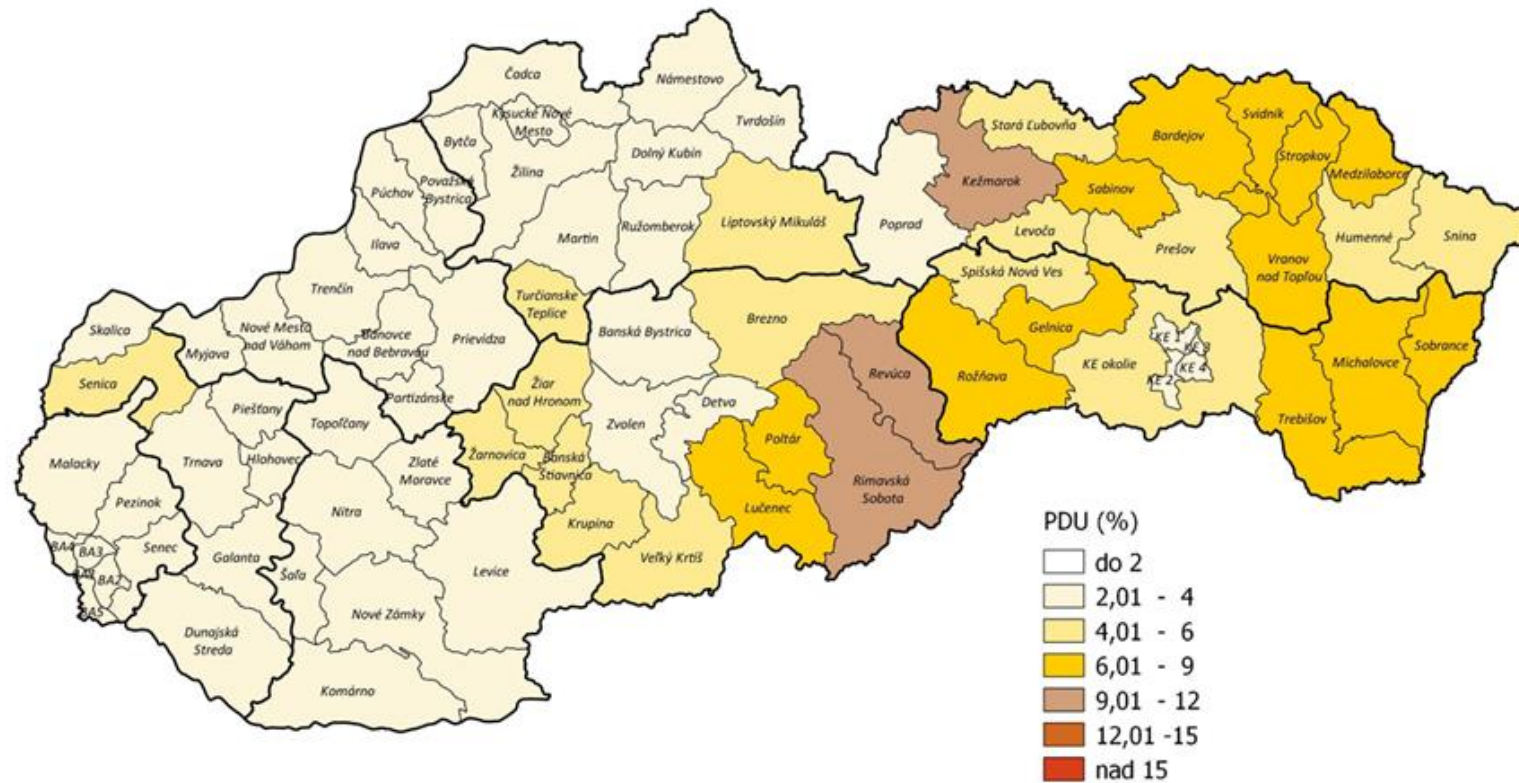 Čadca
Námestovo
Kysucké Nové
Mesto
Tvrdošín
Bytča
Dolný Kubín
Žilina
Púchov
Považská
Bystrica
Ilava
Martin
Ružomberok
Liptovský Mikuláš
Poprad
Kežmarok
Stará Ľubovňa
Bardejov
Svidník
Stropkov
Medzilaborce
Sabinov
Levoča
Prešov
Humenné
Snina
Vranov
nad Topľou
Spišská Nová Ves
Gelnica
Rožňava
KE okolie
KE 1
KE 3
KE 4
KE 2
Michalovce
Sobrance
Trebišov
Trenčín
Turčianske
Teplice
Banská Bystrica
Brezno
Skalica
Myjava
Nové Mesto
nad Váhom
Bánovce
nad Bebravou
Prievidza
Senica
Partizánske
Žiar
nad Hronom
Detva
Revúca
Zvolen
Poltár
Piešťany
Topoľčany
Malacky
Trnava
Hlohovec
Zlaté
Moravce
Žarnovica
Banská
Štiavnica
Rimavská
Sobota
Pezinok
Nitra
Krupina
Lučenec
Veľký Krtíš
BA4
BA3
Senec
Galanta
BA2
BA5
Šaľa
Levice
Nové Zámky
Dunajská
Streda
Komárno
PDU (%)
do 2
2,01 - 4
4,01 - 6
6,01 - 9
9,01 - 12
12,01 -15
nad 15